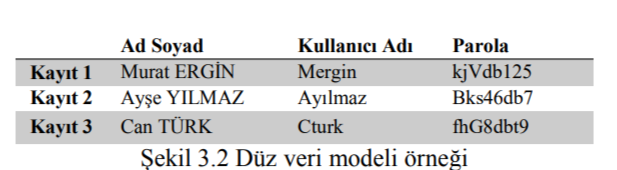 Ad Soyad Kullanıcı Adı Parola
Kayıt 1 Murat ERGİN Mergin kjVdb125
Kayıt 2 Ayşe YILMAZ Ayılmaz Bks46db7
Kayıt 3 Can TÜRK Cturk fhG8dbt9
Şekil 3.2 Düz veri modeli örneği